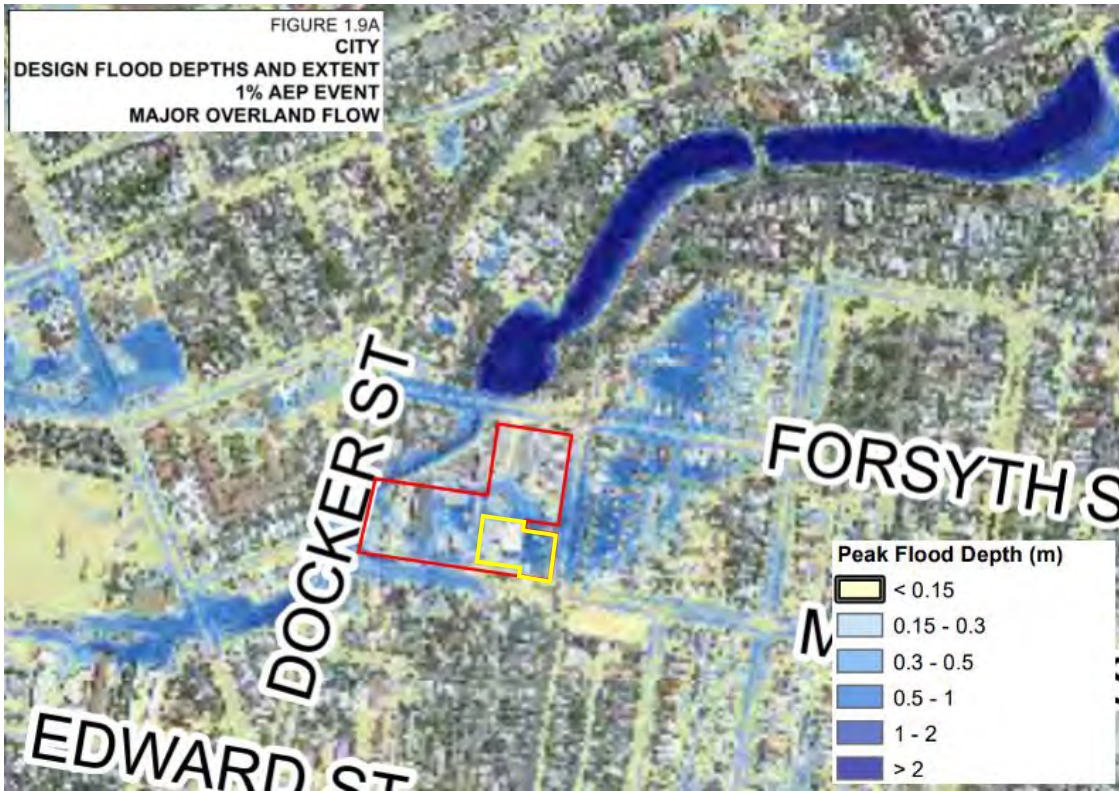 FIGURE 1.9A
CITY
DESIGN FLOOD DEPTHS AND EXTENT
1% AEP EVENT
MAJOR OVERLAND FLOW
DOCKER ST
FORSYTH S
EDWARD ST
M
Peak Flood Depth (m)
< 0.15
0.15 - 0.3
0.3 - 0.5
0.5 - 1
1 - 2
> 2